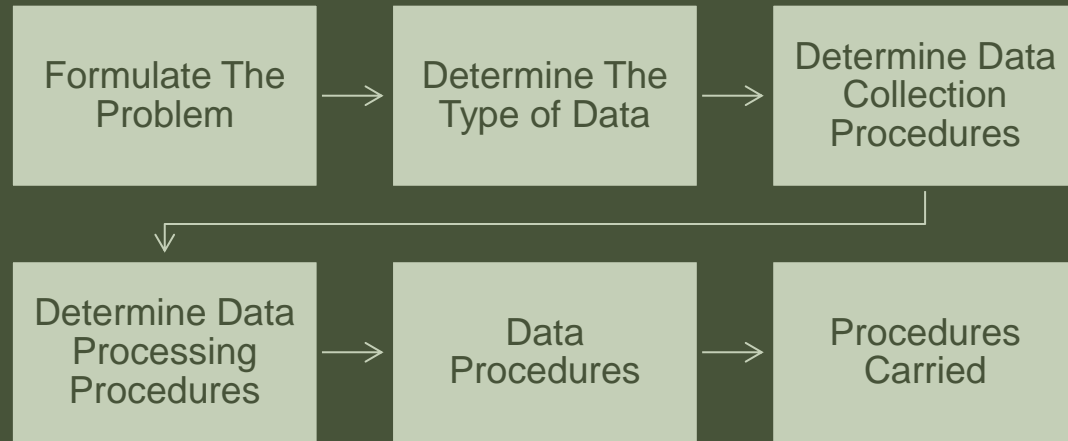 Formulate The
Problem
Determine The
Type of Data
Determine Data
Collection
Procedures
Determine Data
Processing
Procedures
Data
Procedures
Procedures
Carried